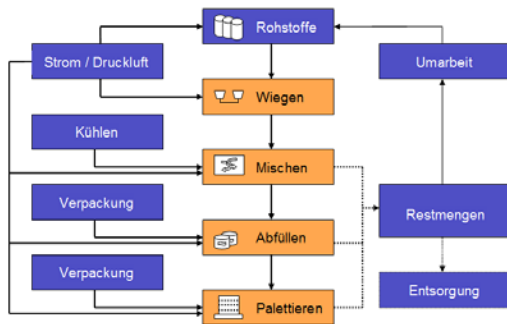 Rohstoffe
Strom / Druckluft
Umarbeit
Wiegen
Kühlen
Mischen
Verpackung
Restmengen
Abfüllen
Verpackung
Entsorgung
Palettieren